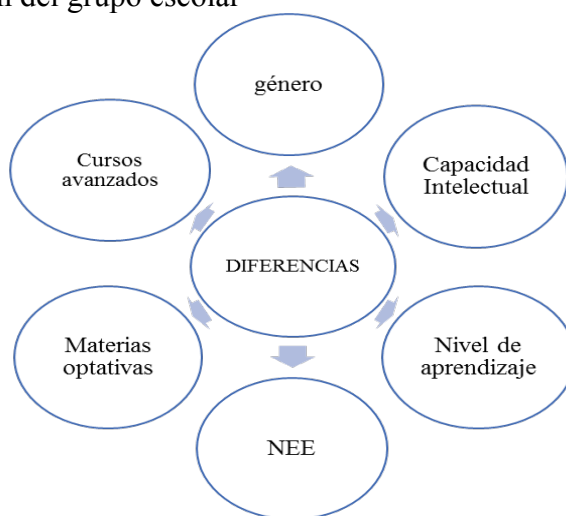 del grupo escolar
género
Cursos
avanzados
Capacidad
Intelectual
DIFERENCIAS
Materias
optativas
Nivel de
aprendizaje
NEE